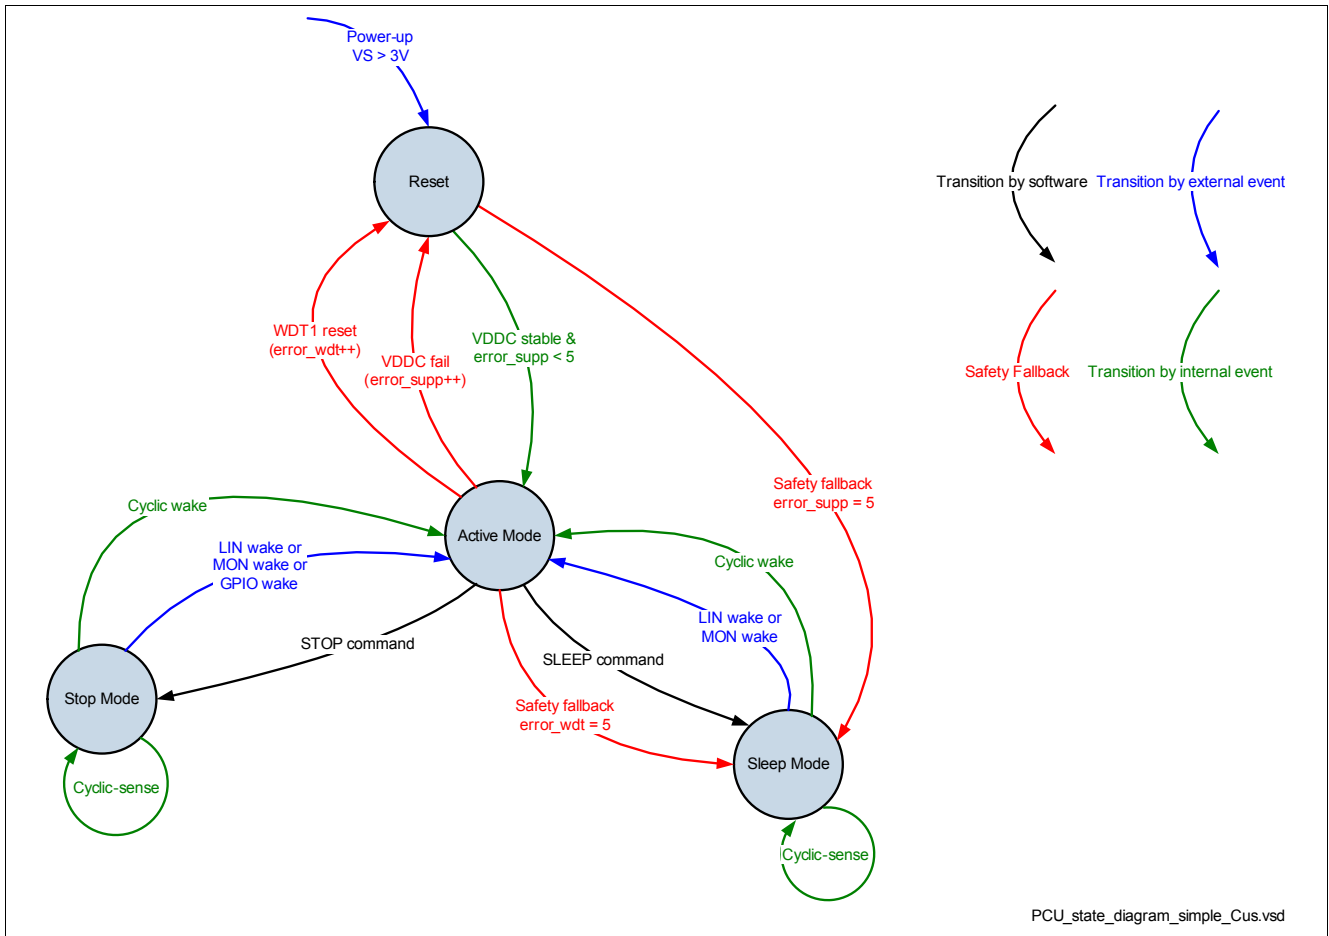 Power-up
VS > 3V
Reset
Transition by software
Transition by external event
WDT1 reset
(error_wdt++)
VDDC fail
(error_supp++)
VDDC stable &
error_supp < 5
Safety Fallback
Transition by internal event
Safety fallback
error_supp = 5
Cyclic wake
LIN wake or
MON wake or
GPIO wake
Active Mode
Cyclic wake
LIN wake or
MON wake
STOP command
SLEEP command
Stop Mode
Safety fallback
error_wdt = 5
Sleep Mode
Cyclic-sense
Cyclic-sense
PCU_state_diagram_simple_Cus.vsd